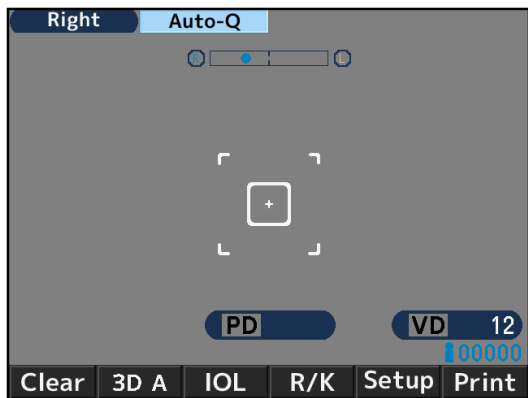 Right Auto-Q
R L
PD VD 12
00000
Clear 3D A IOL R/K Setup Print